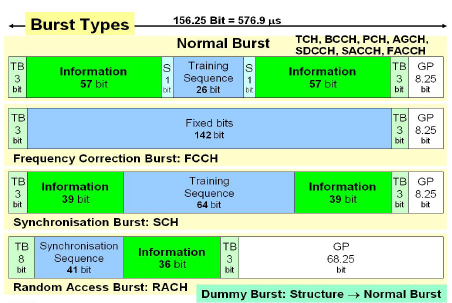 156.25 Bit = 576.9 µs
Burst Types
Normal Burst
TCH, BCCH, PCH, AGCH,
SDCCH, SACCH, FACCH
TB 3 bit
Information 57 bit
S 1 bit
Training Sequence 26 bit
S 1 bit
Information 57 bit
TB 3 bit
GP 8.25 bit
TB 3 bit
Fixed bits 142 bit
TB 3 bit
GP 8.25 bit
Frequency Correction Burst: FCCH
TB 3 bit
Information 39 bit
Training Sequence 64 bit
Information 39 bit
TB 3 bit
GP 8.25 bit
Synchronisation Burst: SCH
TB 8 bit
Synchronisation Sequence 41 bit
Information 36 bit
TB 3 bit
GP 68.25 bit
Random Access Burst: RACH
Dummy Burst: Structure → Normal Burst